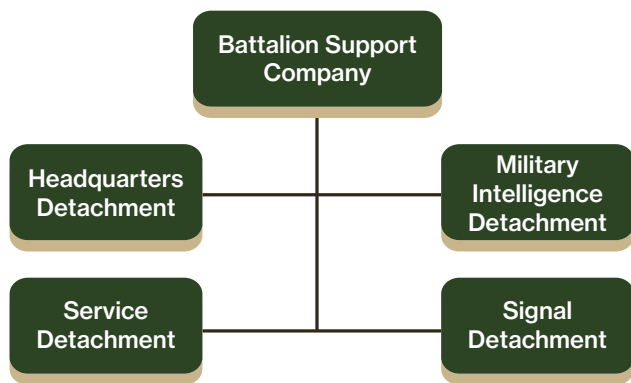 Battalion Support
Company
Headquarters
Detachment
Military
Intelligence
Detachment
Service
Detachment
Signal
Detachment